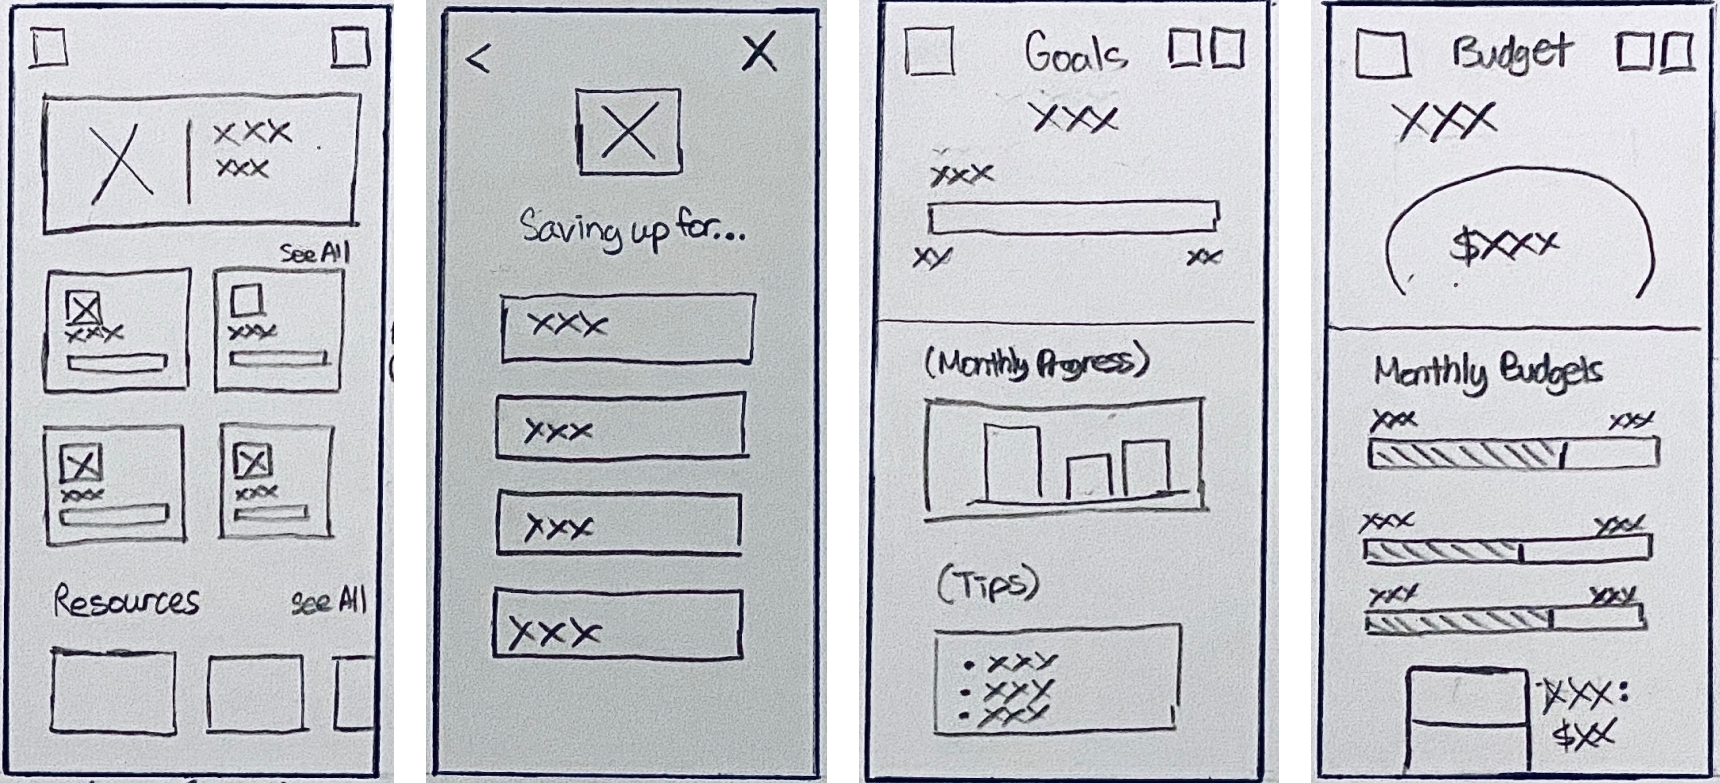 XXX
XXX
See All
XXX
XXX
XXX
XXX
Resources
See All
<
X
Saving up for...
XXX
XXX
XXX
XXX
Goals
XXX
XXX
XX XX
(Monthly Progress)
(Tips)
• XXX
• XXX
• XXX
Budget
XXX
$XXX
Monthly Budgets
XXX XXX
XXX XXX
XXX XXX
XXX:
$XX